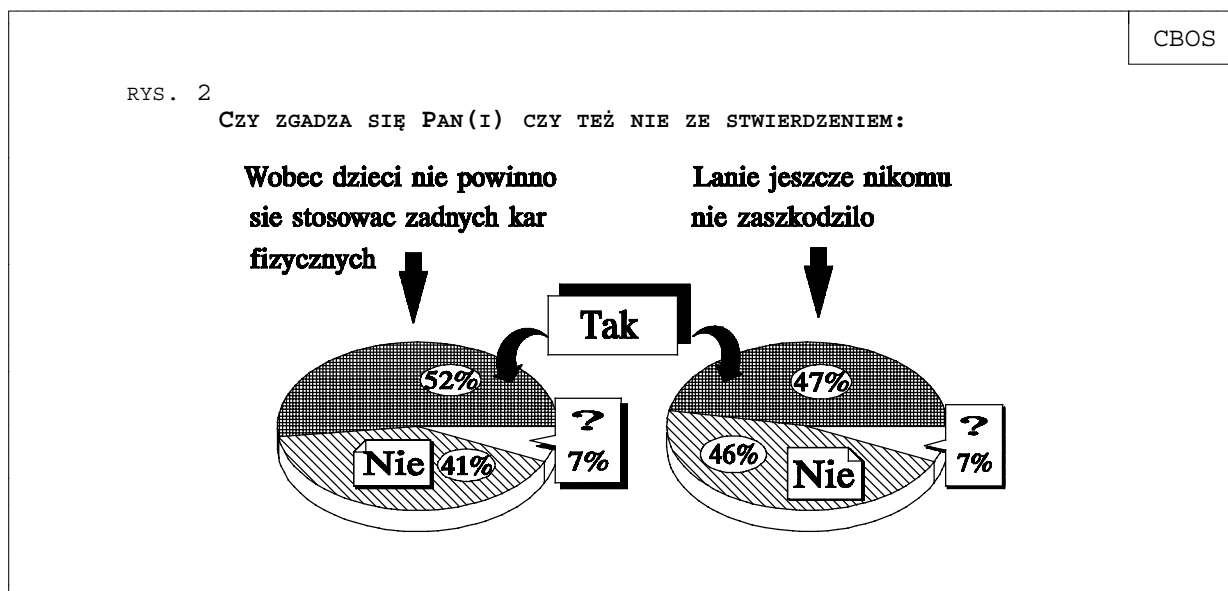 CBOS
RYS. 2
CZY ZGADZA SIĘ PAN(I) CZY TEŻ NIE ZE STWIERDZENIEM:
Wobec dzieci nie powinno
sie stosowac zadnych kar
fizycznych
Lanie jeszcze nikomu
nie zaszkodzilo
Tak
52%
?
7%
Nie
41%
47%
?
7%
46%
Nie